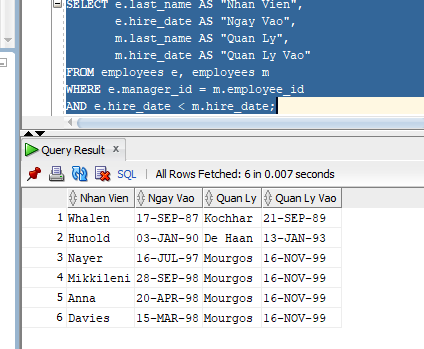 SELECT e.last_name AS "Nhan Vien",
e.hire_date AS "Ngay Vao",
m.last_name AS "Quan Ly",
m.hire_date AS "Quan Ly Vao"
FROM employees e, employees m
WHERE e.manager_id = m.employee_id
AND e.hire_date < m.hire_date;
Query Result x
SQL | All Rows Fetched: 6 in 0.007 seconds
Nhan Vien Ngay Vao Quan Ly Quan Ly Vao
1 Whalen 17-SEP-87 Kochhar 21-SEP-89
2 Hunold 03-JAN-90 De Haan 13-JAN-93
3 Nayer 16-JUL-97 Mourgos 16-NOV-99
4 Mikkileni 28-SEP-98 Mourgos 16-NOV-99
5 Anna 20-APR-98 Mourgos 16-NOV-99
6 Davies 15-MAR-98 Mourgos 16-NOV-99